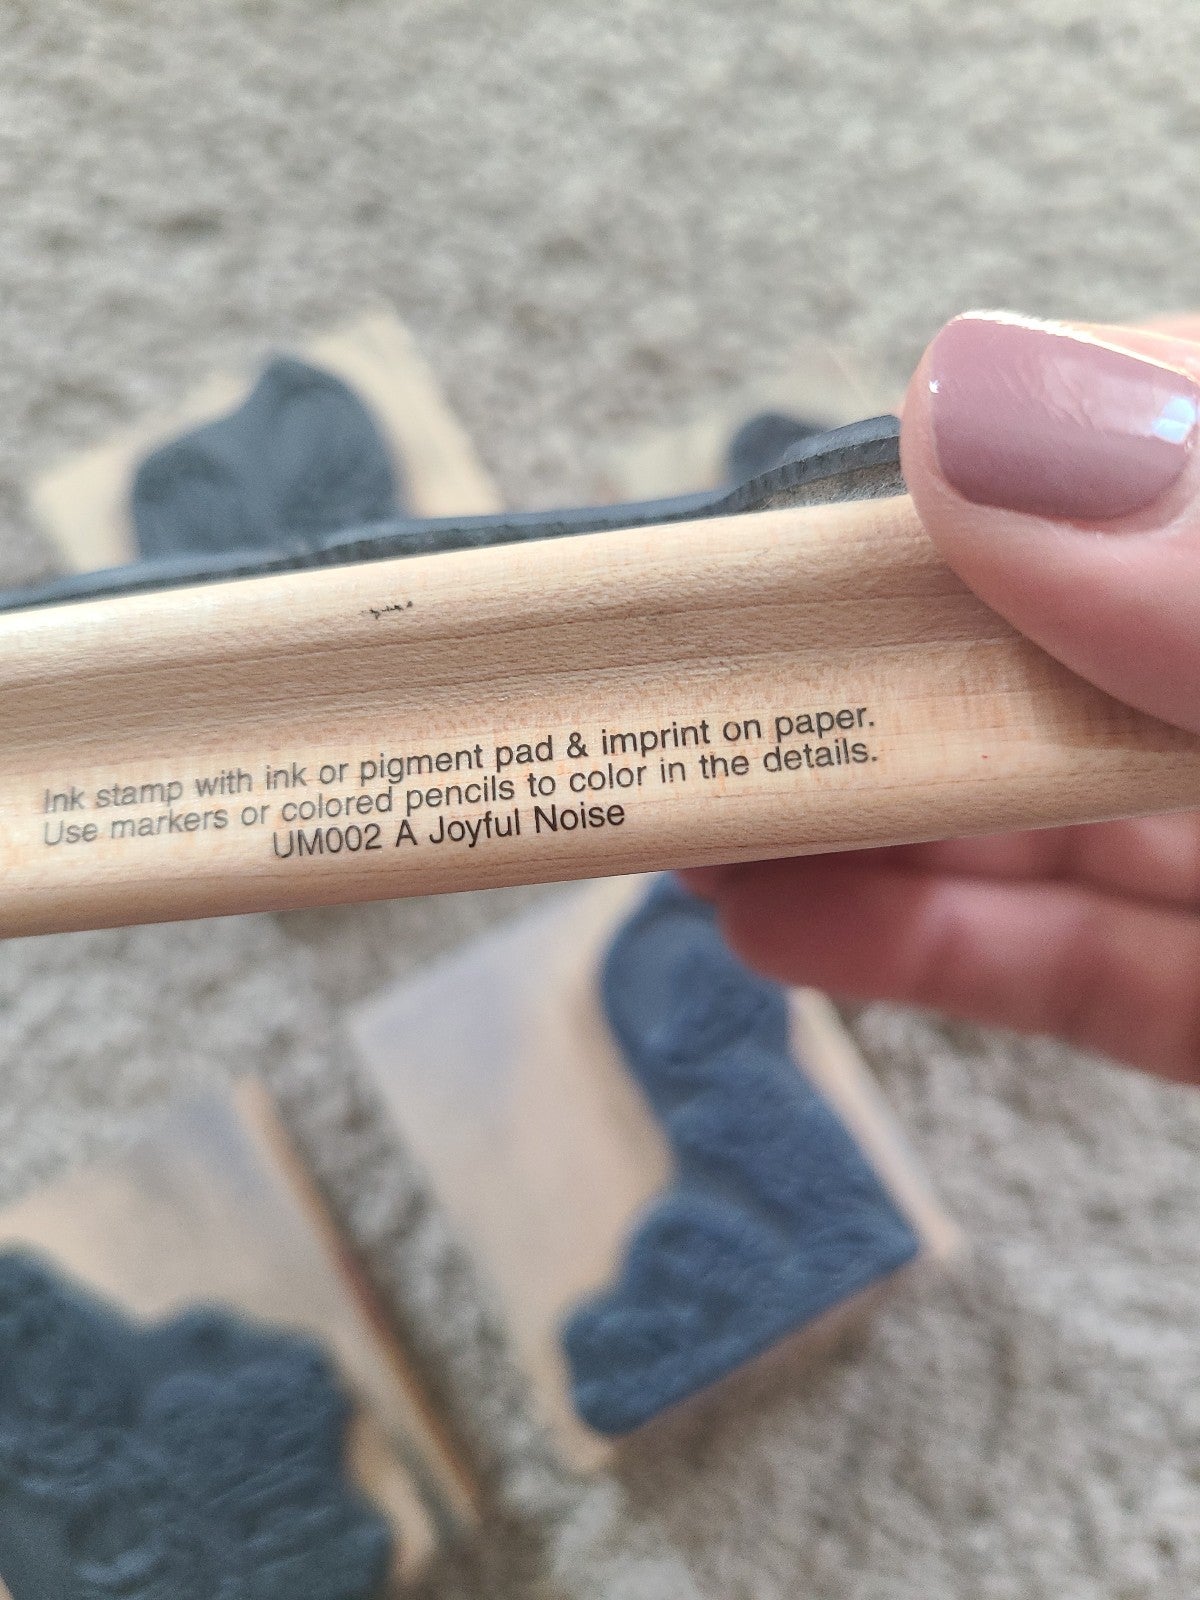 Ink stamp with ink or pigment pad & imprint on paper.
Use markers or colored pencils to color in the details.
UM002 A Joyful Noise